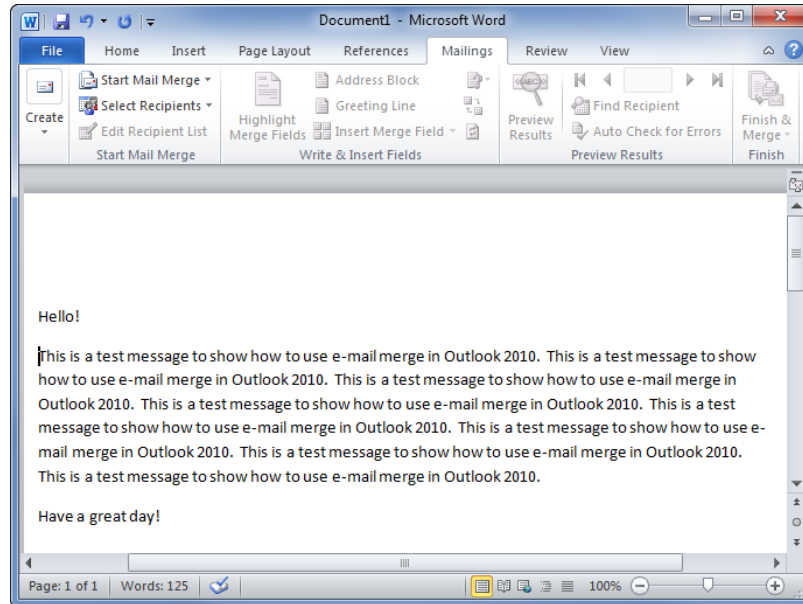 Document1 - Microsoft Word
File Home Insert Page Layout References Mailings Review View
Create
Start Mail Merge
Select Recipients
Edit Recipient List
Start Mail Merge
Highlight
Merge Fields
Address Block
Greeting Line
Insert Merge Field
Write & Insert Fields
Preview
Results
Find Recipient
Auto Check for Errors
Preview Results
Finish &
Merge
Finish
Hello!
This is a test message to show how to use e-mail merge in Outlook 2010. This is a test message to show
how to use e-mail merge in Outlook 2010. This is a test message to show how to use e-mail merge in
Outlook 2010. This is a test message to show how to use e-mail merge in Outlook 2010. This is a test
message to show how to use e-mail merge in Outlook 2010. This is a test message to show how to use e-
mail merge in Outlook 2010. This is a test message to show how to use e-mail merge in Outlook 2010.
This is a test message to show how to use e-mail merge in Outlook 2010.
Have a great day!
Page: 1 of 1 Words: 125 100%